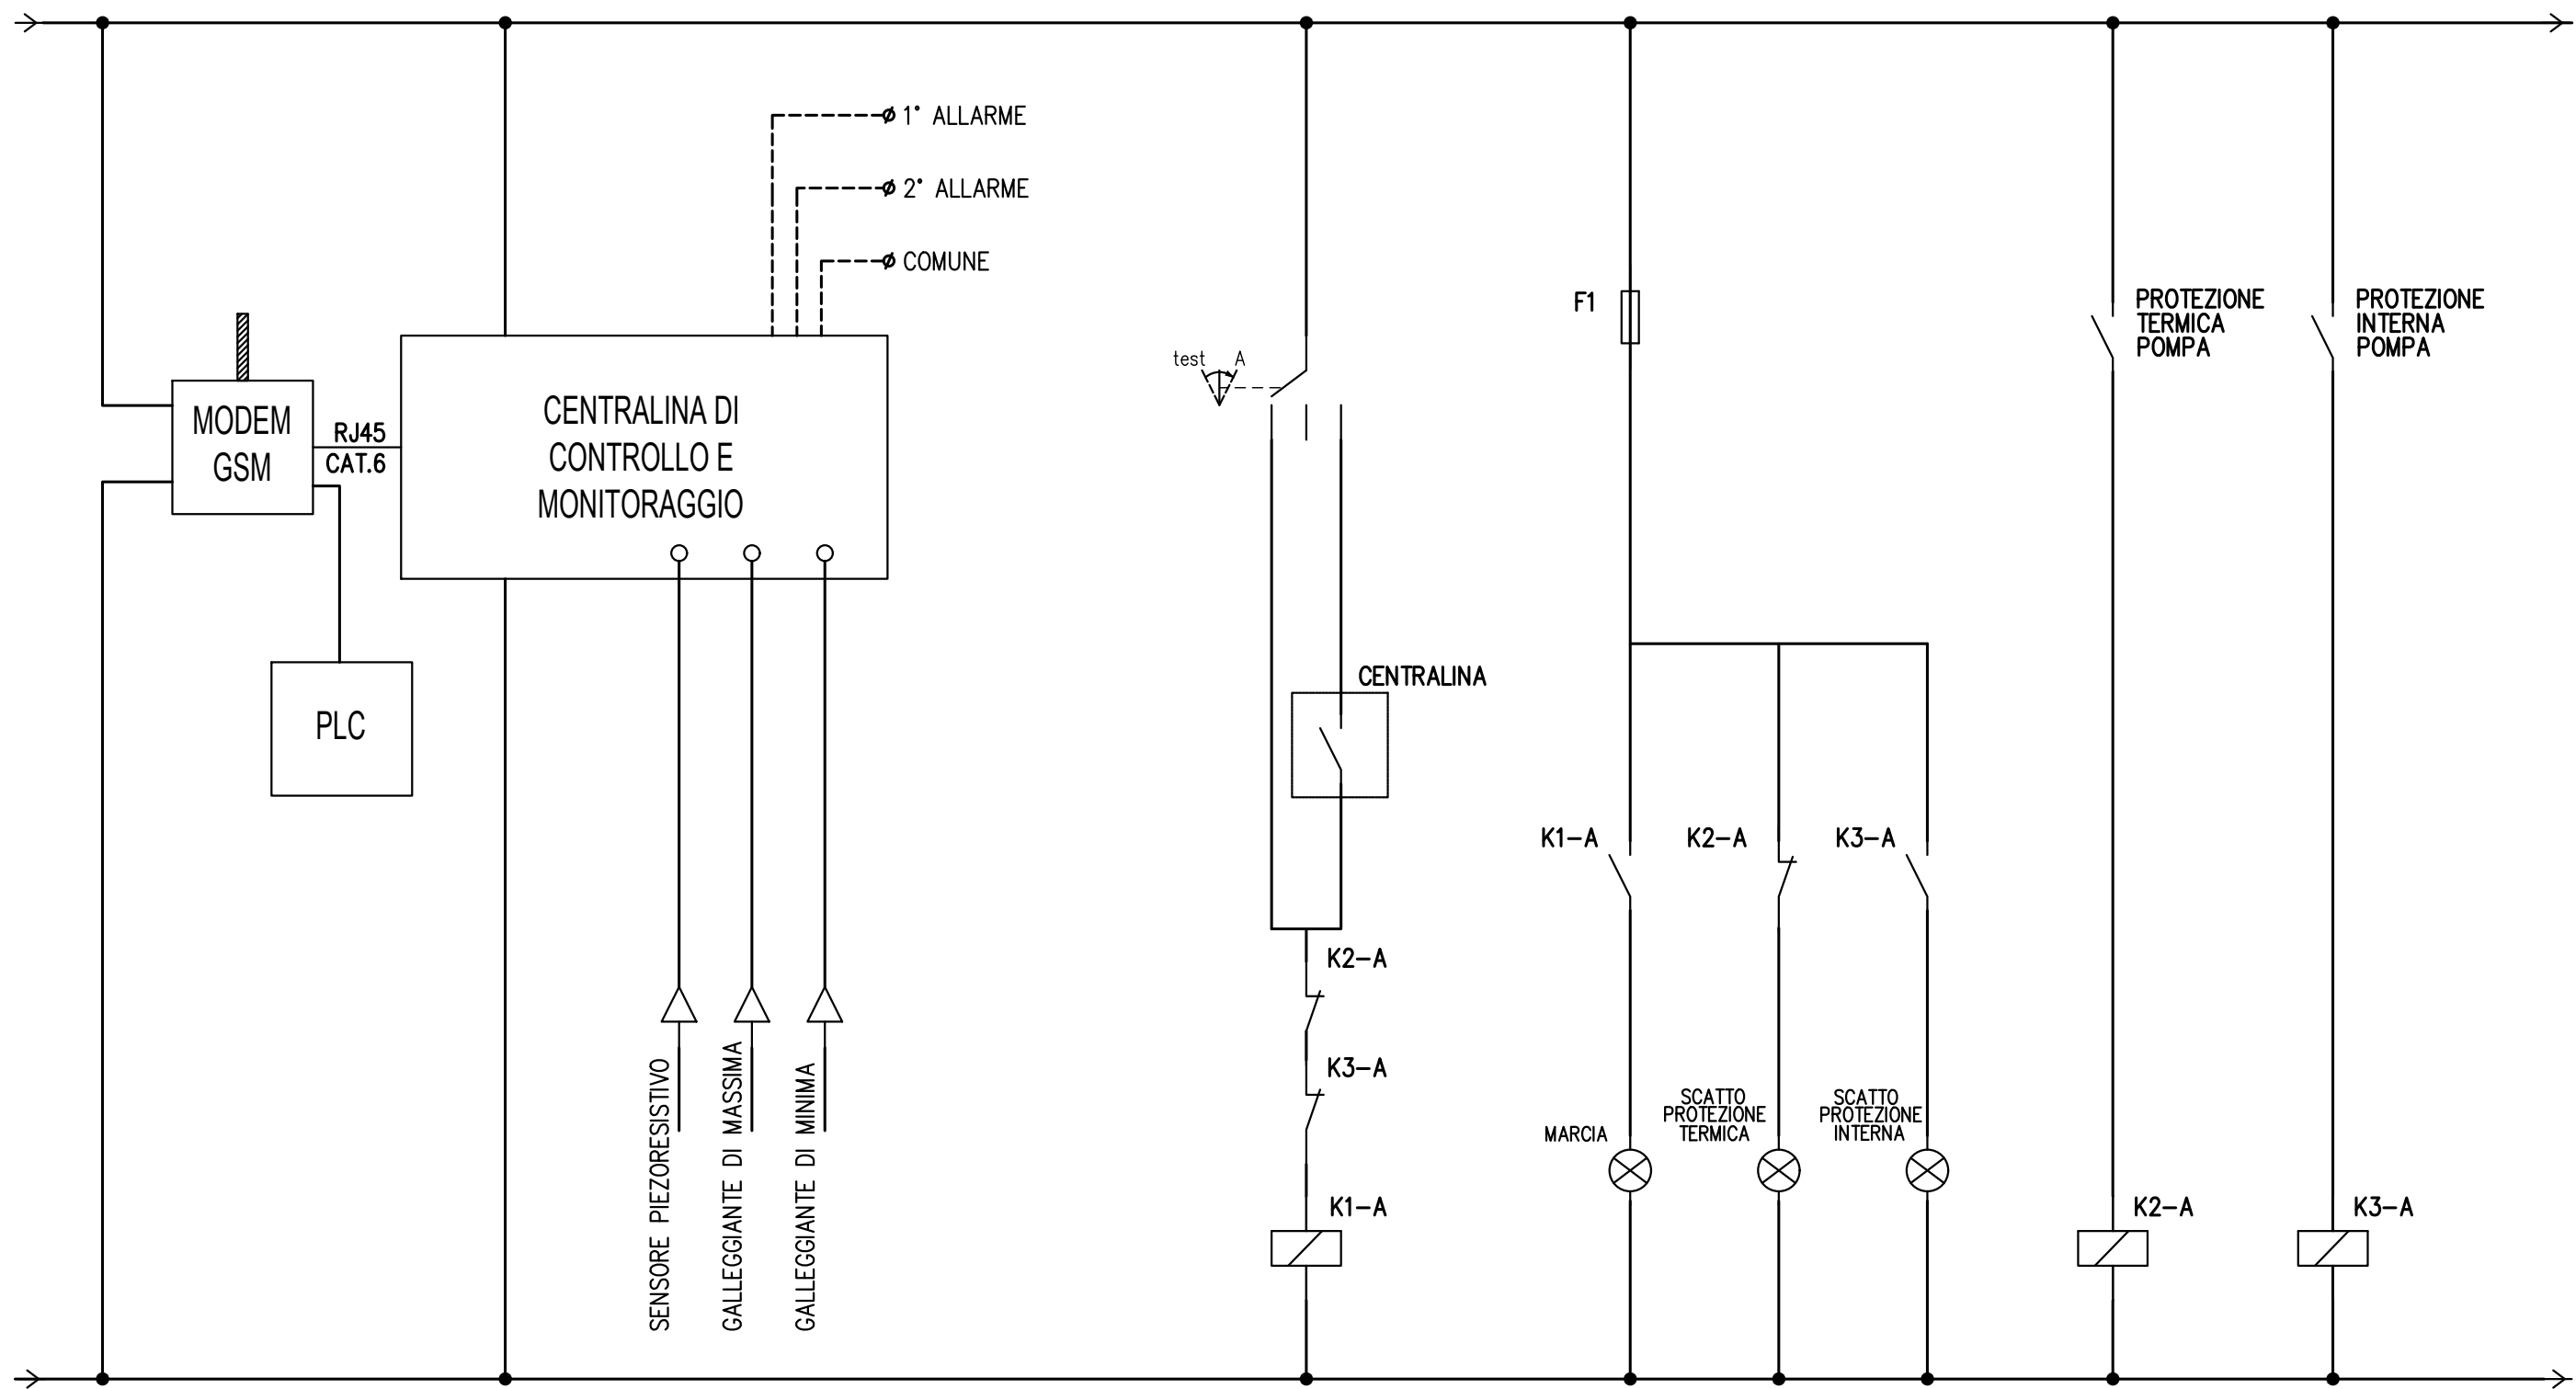 1° ALLARME
2° ALLARME
COMUNE
F1
PROTEZIONE
TERMICA
POMPA
PROTEZIONE
INTERNA
POMPA
test A
MODEM
GSM
RJ45
CAT.6
CENTRALINA DI
CONTROLLO E
MONITORAGGIO
PLC
CENTRALINA
K1-A
K2-A
K3-A
K2-A
K3-A
SENSORE PIEZORESISTIVO
GALLEGGIANTE DI MASSIMA
GALLEGGIANTE DI MINIMA
MARCIA
SCATTO
PROTEZIONE
TERMICA
SCATTO
PROTEZIONE
INTERNA
K1-A
K2-A
K3-A